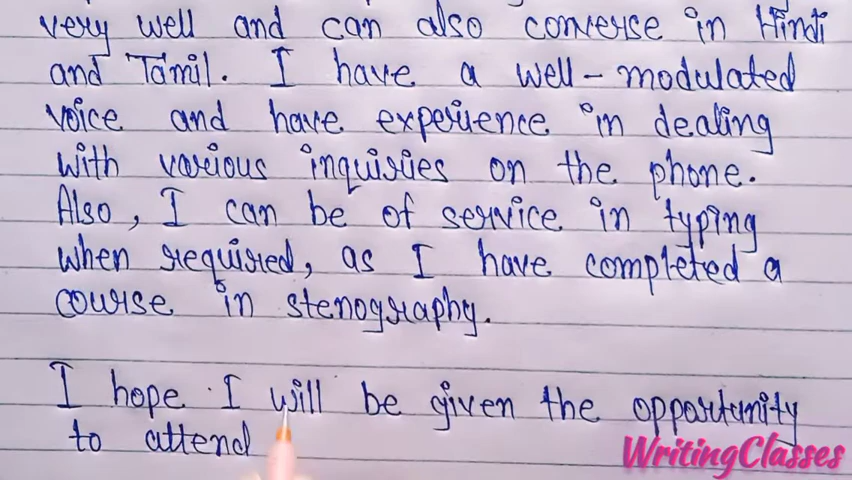 very well and can also converse in Hindi
and Tamil. I have a well-modulated
voice and have experience in dealing
with various inquiries on the phone.
Also, I can be of service in typing
when required, as I have completed a
course in stenography.
I hope I will be given the opportunity
to attend
WritingClasses